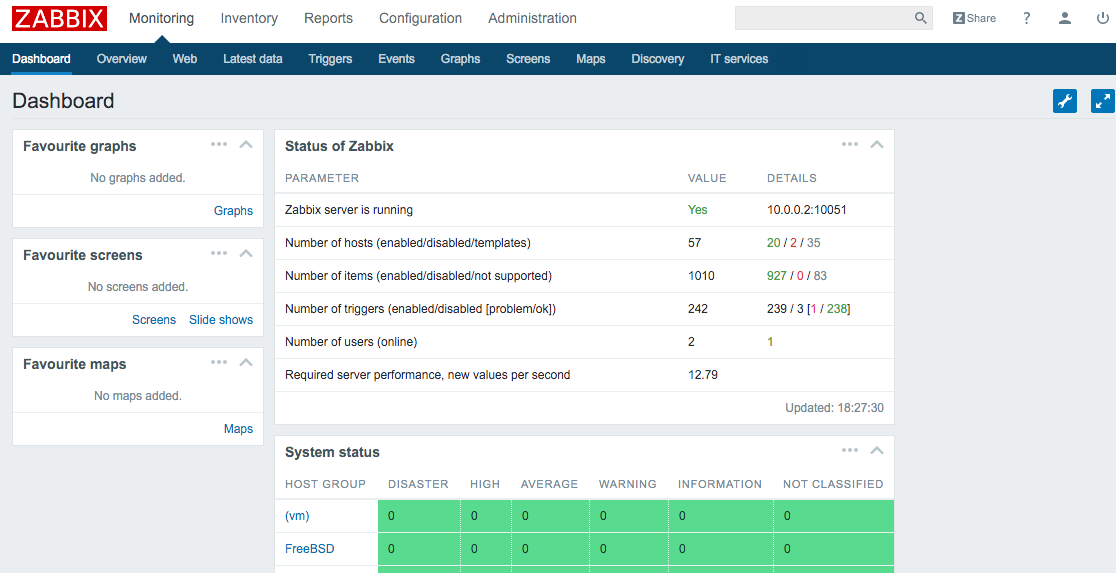 ZABBIX Monitoring Inventory Reports Configuration Administration Z Share ?
Dashboard Overview Web Latest data Triggers Events Graphs Screens Maps Discovery IT services
Dashboard
Favourite graphs
No graphs added.
Graphs
Favourite screens
No screens added.
Screens Slide shows
Favourite maps
No maps added.
Maps
Status of Zabbix
PARAMETER VALUE DETAILS
Zabbix server is running Yes 10.0.0.2:10051
Number of hosts (enabled/disabled/templates) 57 20 / 2 / 35
Number of items (enabled/disabled/not supported) 1010 927 / 0 / 83
Number of triggers (enabled/disabled [problem/ok]) 242 239 / 3 [1 / 238]
Number of users (online) 2 1
Required server performance, new values per second 12.79
Updated: 18:27:30
System status
HOST GROUP DISASTER HIGH AVERAGE WARNING INFORMATION NOT CLASSIFIED
(vm) 0 0 0 0 0 0
FreeBSD 0 0 0 0 0 0